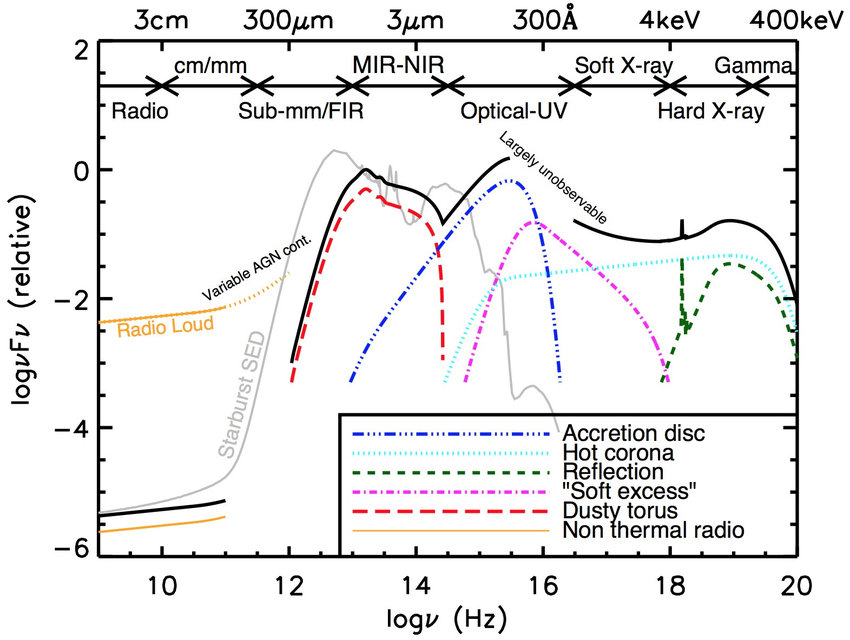 3cm 300μm 3μm 300Å 4keV 400keV
cm/mm MIR-NIR Soft X-ray Gamma
Radio Sub-mm/FIR Optical-UV Hard X-ray
Largely unobservable
Variable AGN cont.
Radio Loud
Starburst SED
2
0
−2
−4
−6
logνFν (relative)
Accretion disc
Hot corona
Reflection
"Soft excess"
Dusty torus
Non thermal radio
10 12 14 16 18 20
logν (Hz)